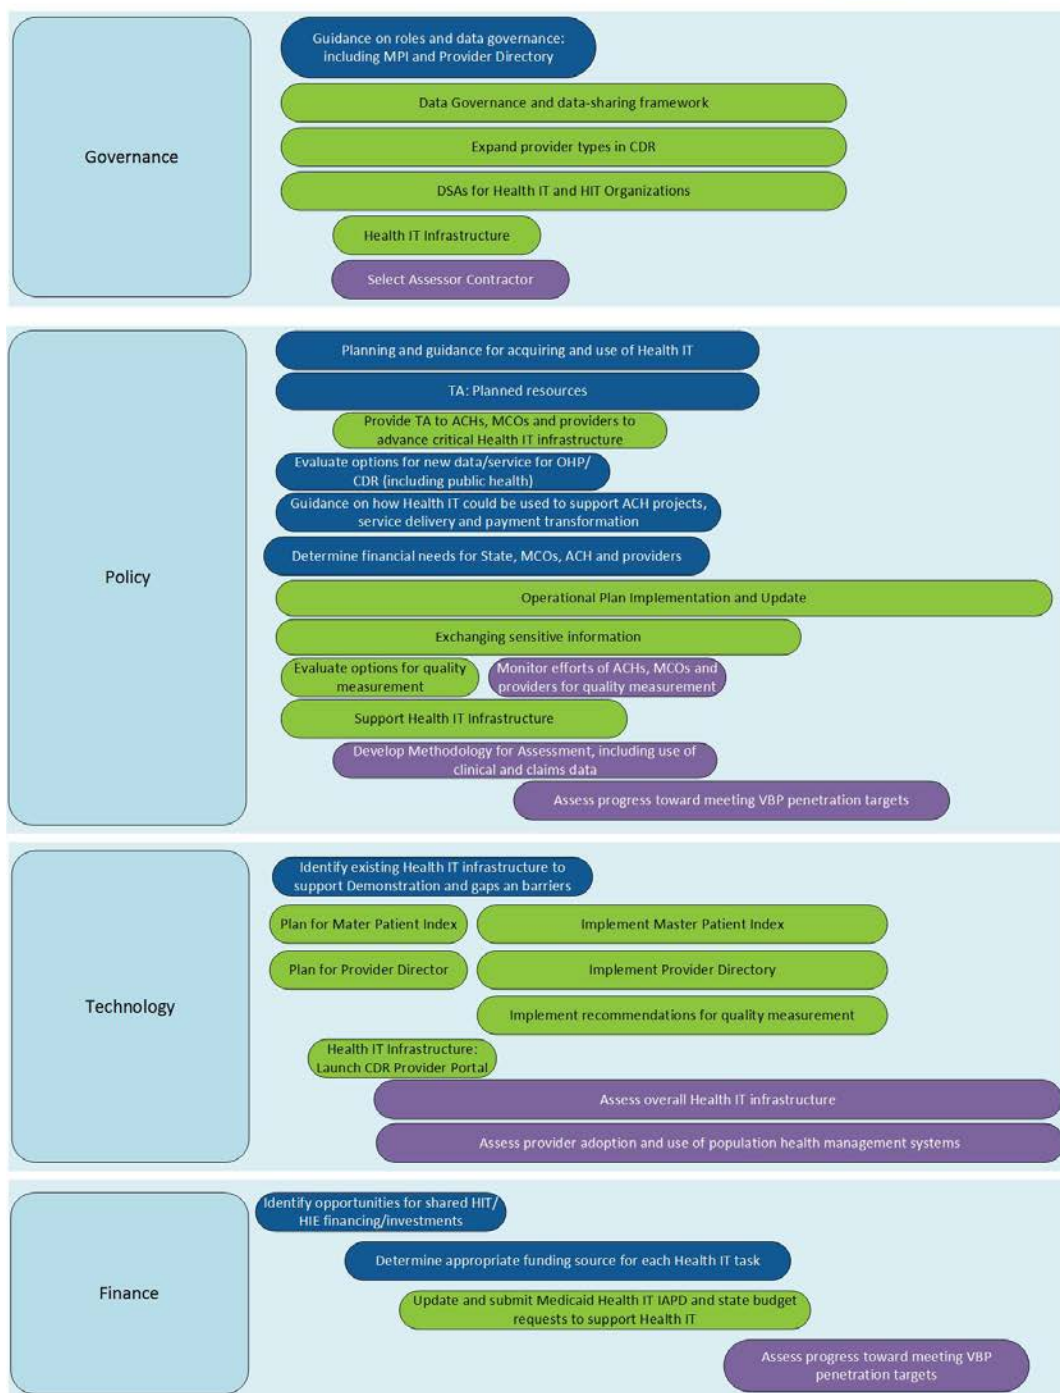 Governance
Guidance on roles and data governance:
including MPI and Provider Directory
Data Governance and data-sharing framework
Expand provider types in CDR
DSAs for Health IT and HIT Organizations
Health IT Infrastructure
Select Assessor Contractor
Policy
Planning and guidance for acquiring and use of Health IT
TA: Planned resources
Provide TA to ACHs, MCOs and providers to
advance critical Health IT infrastructure
Evaluate options for new data/service for OHP/
CDR (including public health)
Guidance on how Health IT could be used to support ACH projects,
service delivery and payment transformation
Determine financial needs for State, MCOs, ACH and providers
Operational Plan Implementation and Update
Exchanging sensitive information
Evaluate options for quality
measurement
Monitor efforts of ACHs, MCOs and
providers for quality measurement
Support Health IT Infrastructure
Develop Methodology for Assessment, including use of
clinical and claims data
Assess progress toward meeting VBP penetration targets
Technology
Identify existing Health IT infrastructure to
support Demonstration and gaps an barriers
Plan for Mater Patient Index
Implement Master Patient Index
Plan for Provider Director
Implement Provider Directory
Implement recommendations for quality measurement
Health IT Infrastructure:
Launch CDR Provider Portal
Assess overall Health IT infrastructure
Assess provider adoption and use of population health management systems
Finance
Identify opportunities for shared HIT/
HIE financing/investments
Determine appropriate funding source for each Health IT task
Update and submit Medicaid Health IT IAPD and state budget
requests to support Health IT
Assess progress toward meeting VBP
penetration targets